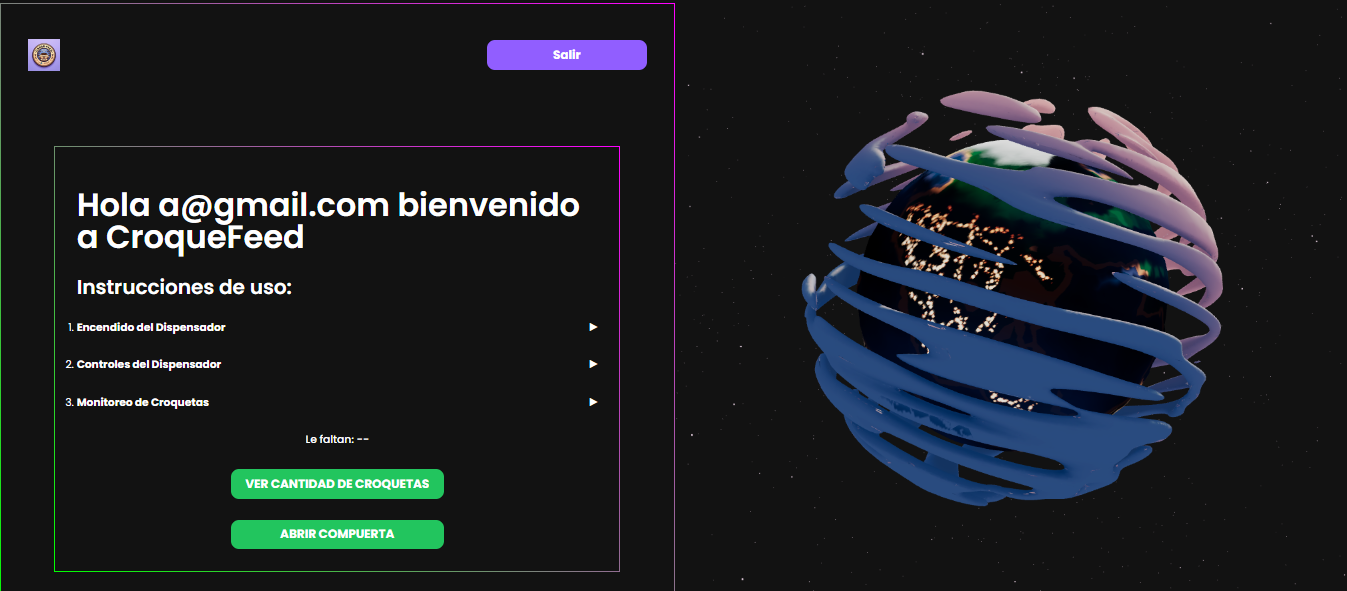 Salir
Hola a@gmail.com bienvenido
a CroqueFeed
Instrucciones de uso:
1. Encendido del Dispensador
2. Controles del Dispensador
3. Monitoreo de Croquetas
Le faltan: --
VER CANTIDAD DE CROQUETAS
ABRIR COMPUERTA